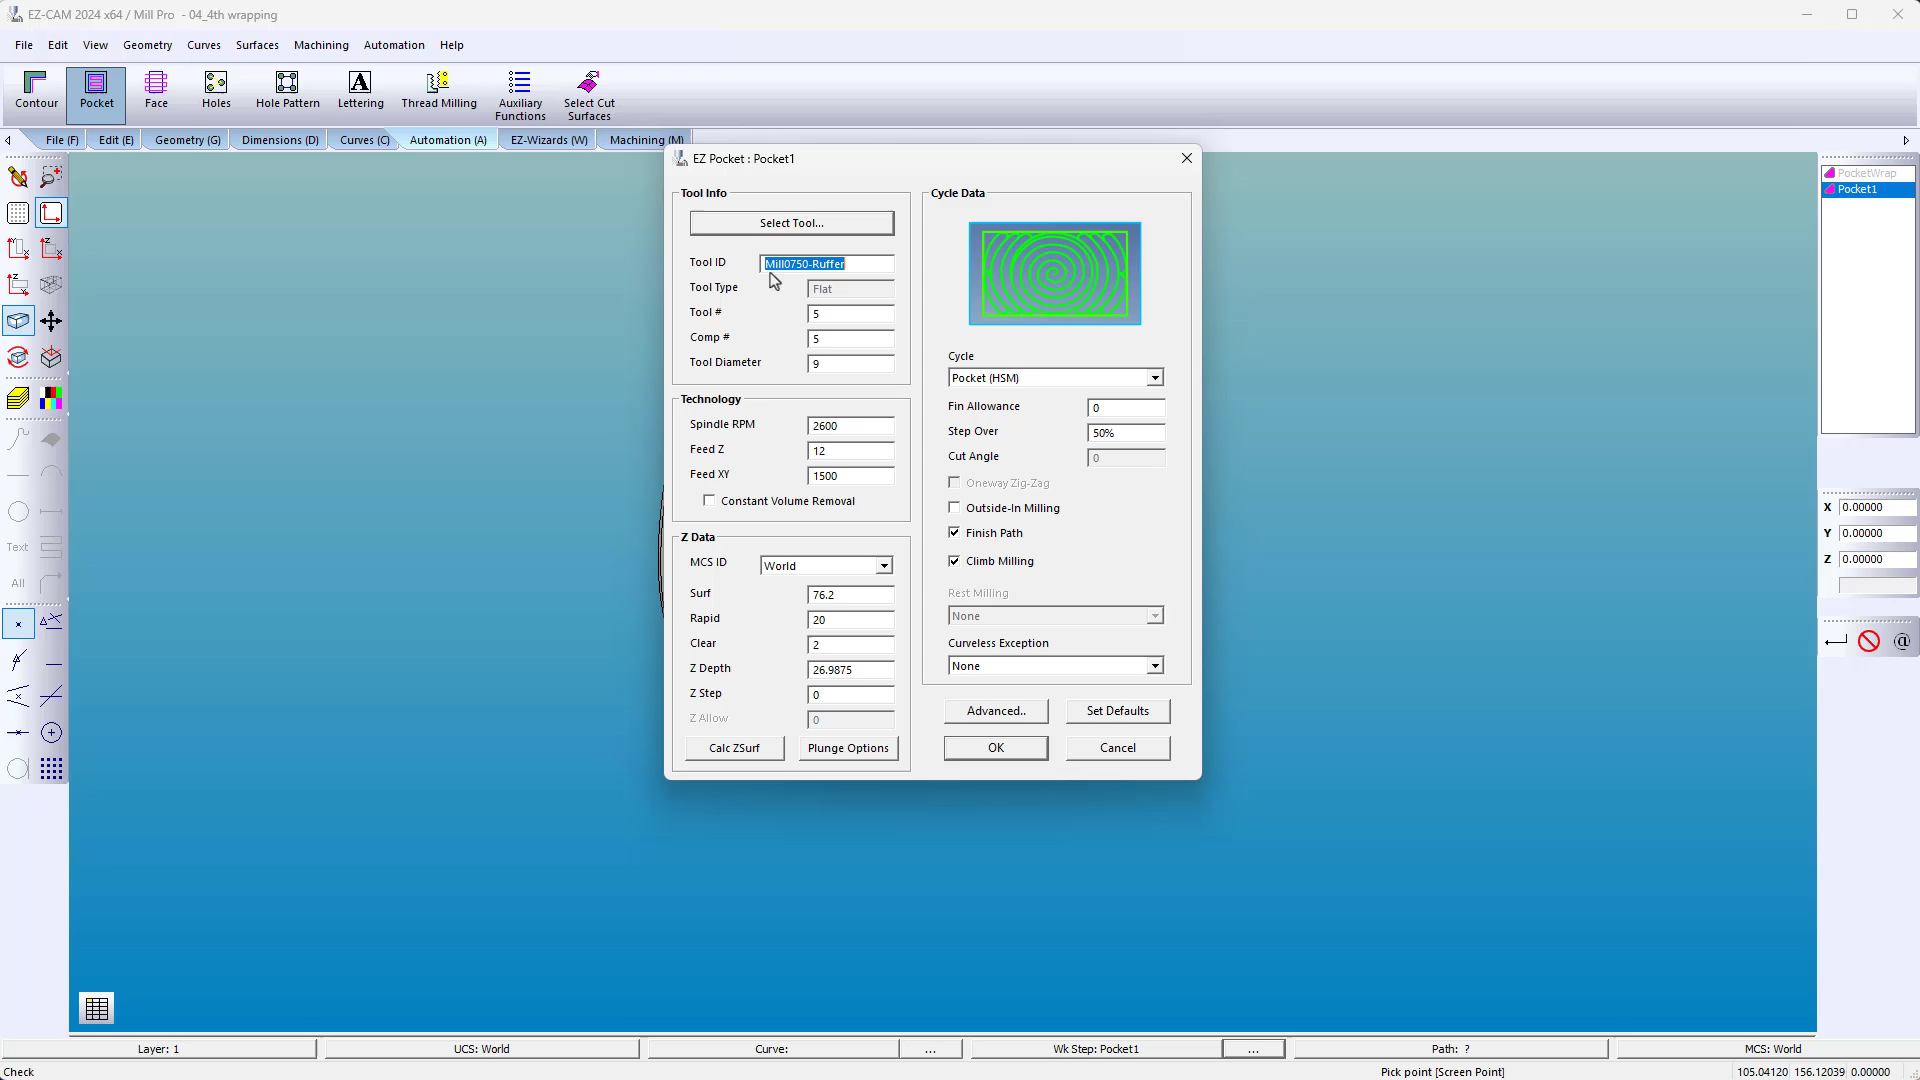 EZ-CAM 2024 x64 / Mill Pro - 04_4th wrapping
File Edit View Geometry Curves Surfaces Machining Automation Help
Contour Pocket Face Holes Hole Pattern Lettering Thread Milling Auxiliary Functions Select Cut Surfaces
File (F) Edit (E) Geometry (G) Dimensions (D) Curves (C) Automation (A) EZ-Wizards (W) Machining (M)
EZ Pocket : Pocket1
Tool Info
Select Tool...
Tool ID Mill0750-Ruffer
Tool Type Flat
Tool # 5
Comp # 5
Tool Diameter 9
Technology
Spindle RPM 2600
Feed Z 12
Feed XY 1500
Constant Volume Removal
Z Data
MCS ID World
Surf 76.2
Rapid 20
Clear 2
Z Depth 26.9875
Z Step 0
Z Allow 0
Calc ZSurf Plunge Options
Cycle Data
Cycle
Pocket (HSM)
Fin Allowance 0
Step Over 50%
Cut Angle 0
Oneway Zig-Zag
Outside-In Milling
Finish Path
Climb Milling
Rest Milling
None
Curveless Exception
None
Advanced.. Set Defaults
OK Cancel
PocketWrap
Pocket1
X 0.00000
Y 0.00000
Z 0.00000
@
Text
All
Layer: 1 UCS: World Curve: ... Wk Step: Pocket1 ... Path: ? MCS: World
Check Pick point [Screen Point] 105.04120 156.12039 0.00000